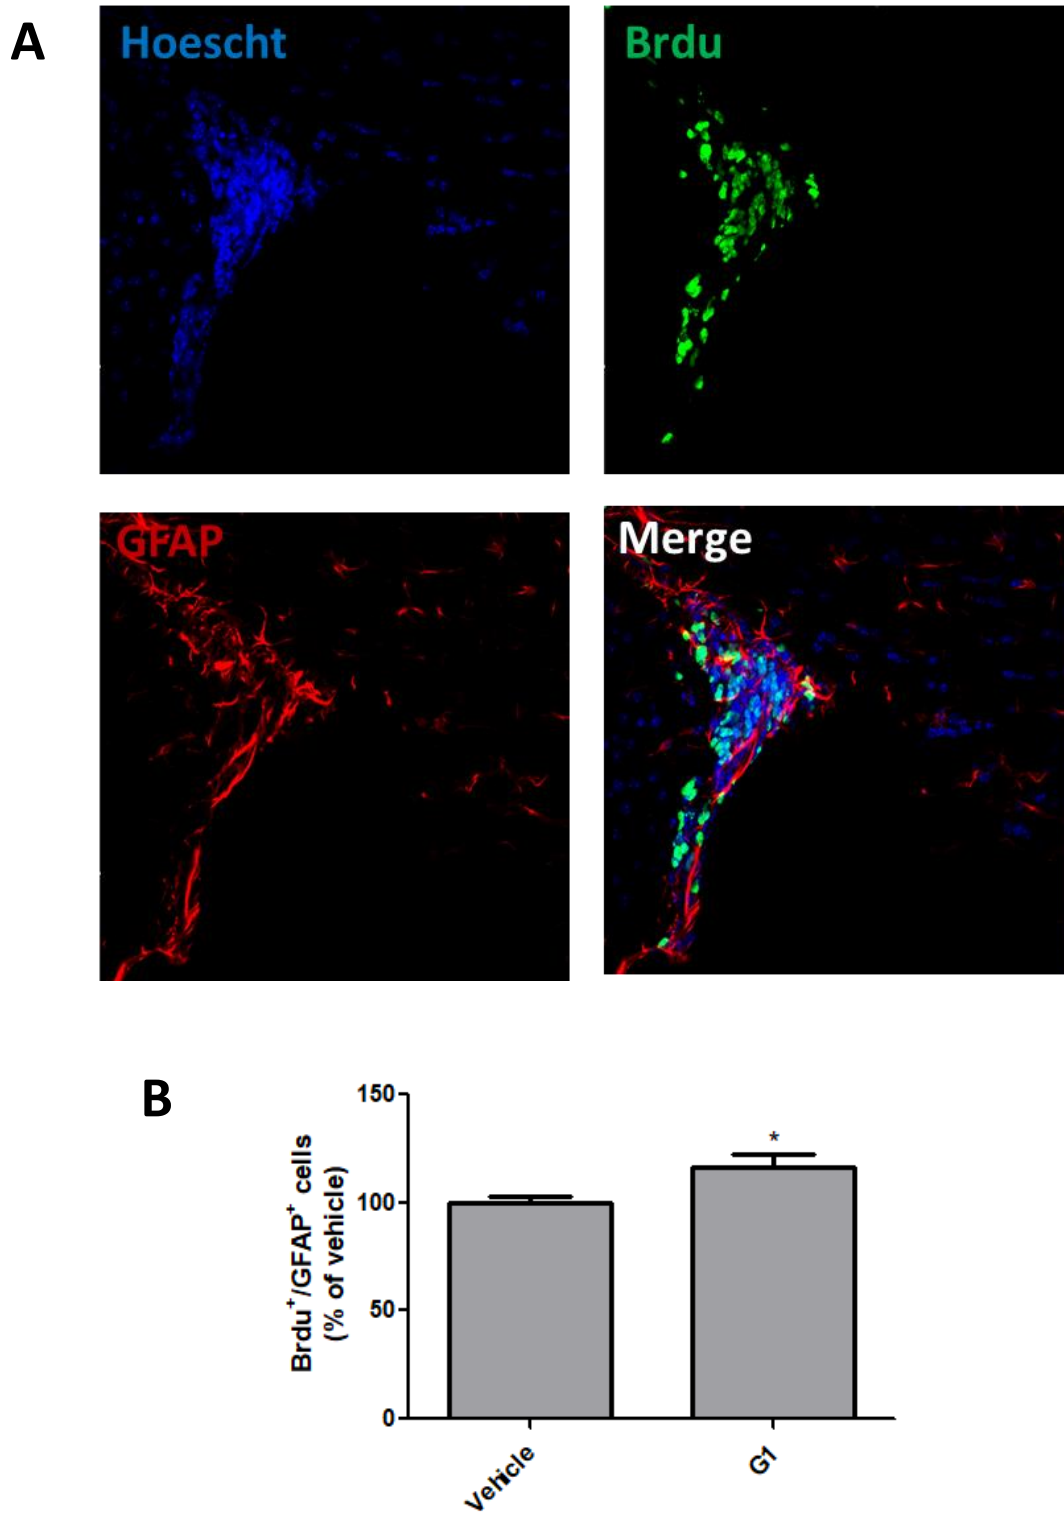 A
Hoescht
Brdu
GFAP
Merge
B
150
*
100
50
0
Brdu⁺/GFAP⁺ cells
(% of vehicle)
Vehicle
G1